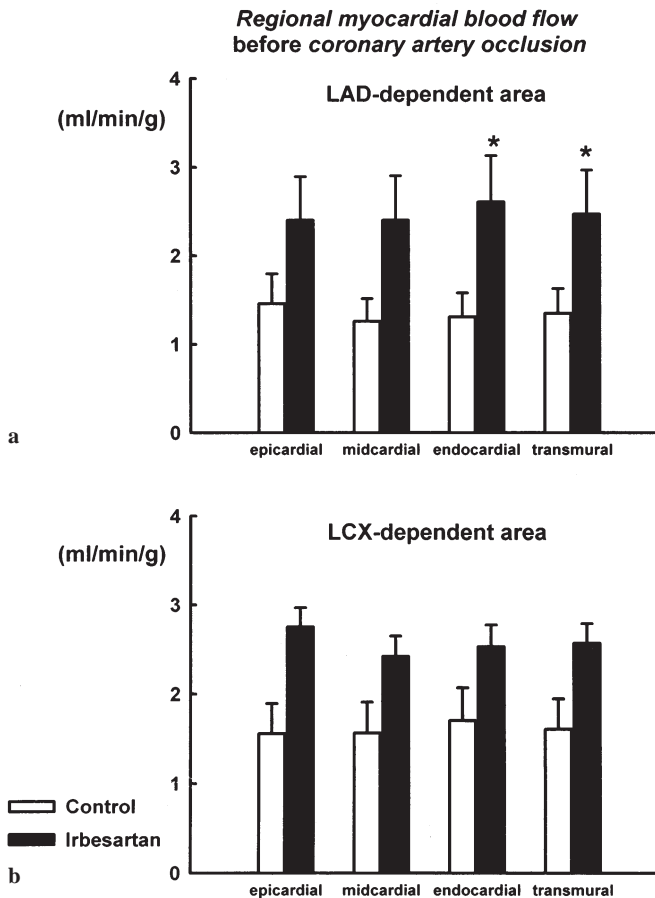 Regional myocardial blood flow
before coronary artery occlusion
4
LAD-dependent area
(ml/min/g)
*
*
3
2
1
0
a
epicardial midcardial endocardial transmural
4
LCX-dependent area
(ml/min/g)
3
2
1
Control
Irbesartan
0
b
epicardial midcardial endocardial transmural